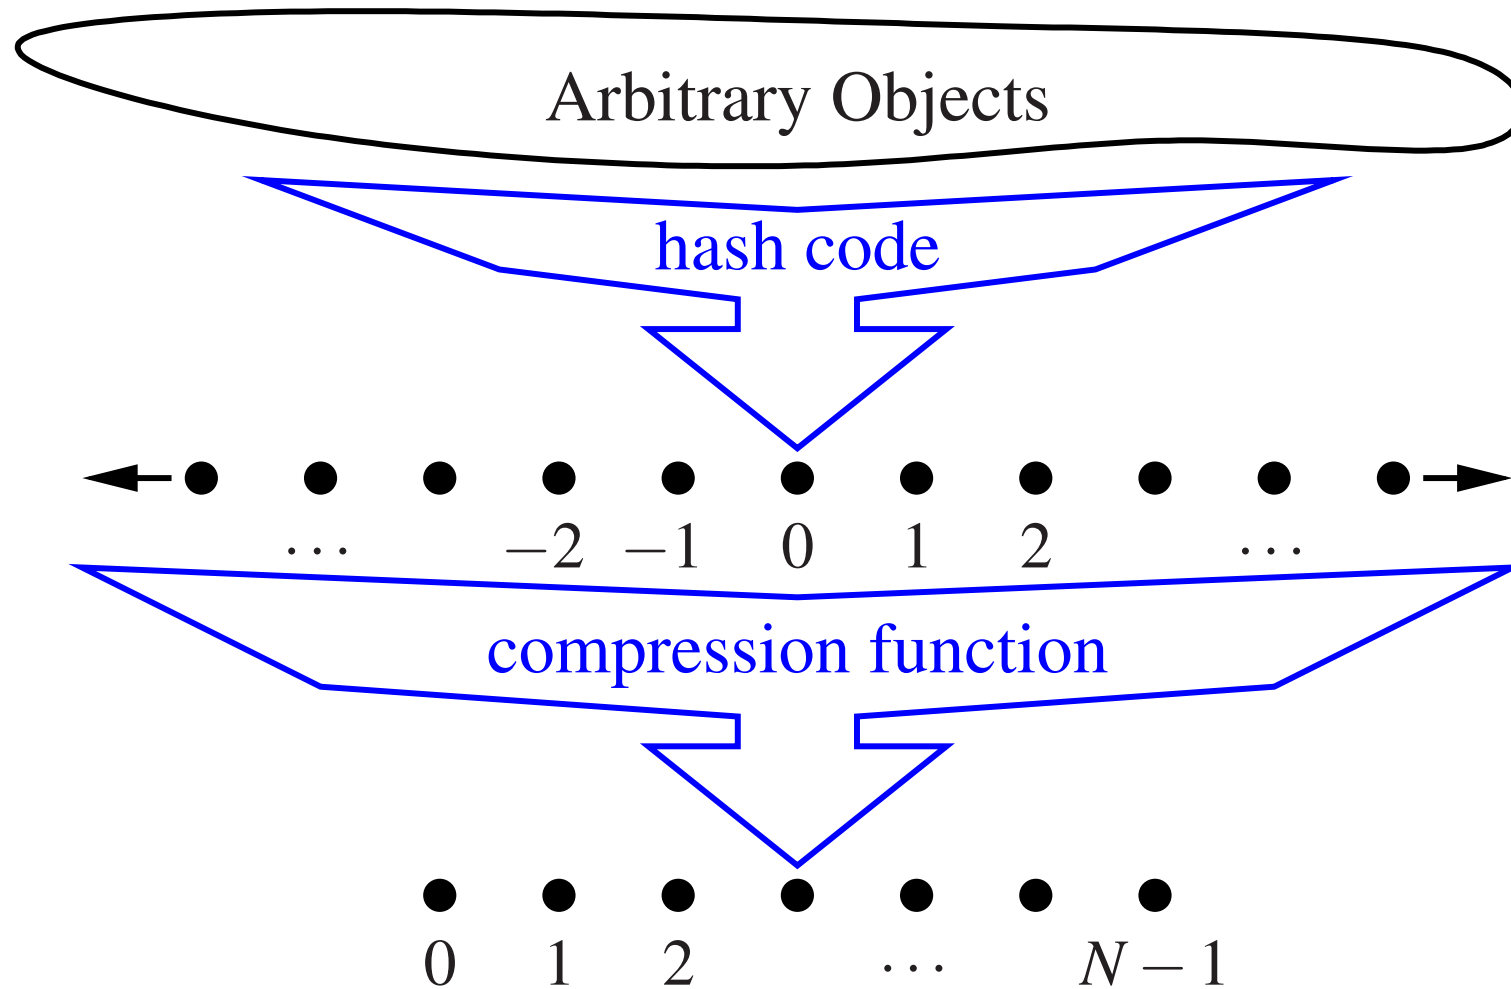 Arbitrary Objects
hash code
⋯ −2 −1 0 1 2 ⋯
compression function
0 1 2 ⋯ N − 1